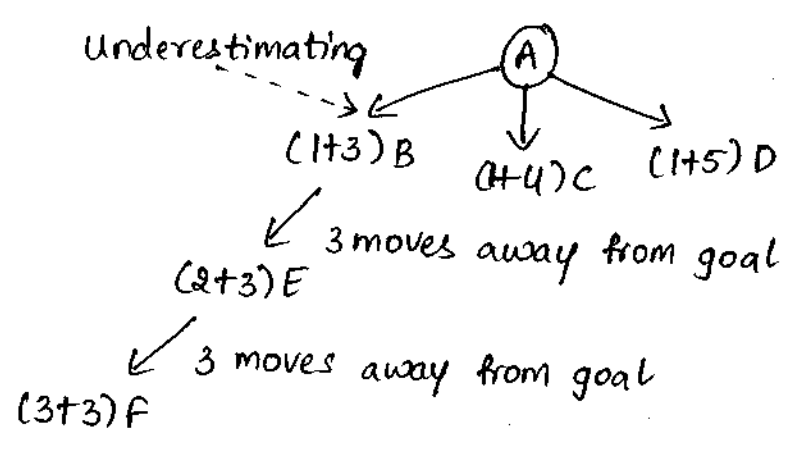 Underestimating
A
(1+3) B
(1+4) C
(1+5) D
3 moves away from goal
(2+3) E
3 moves away from goal
(3+3) F